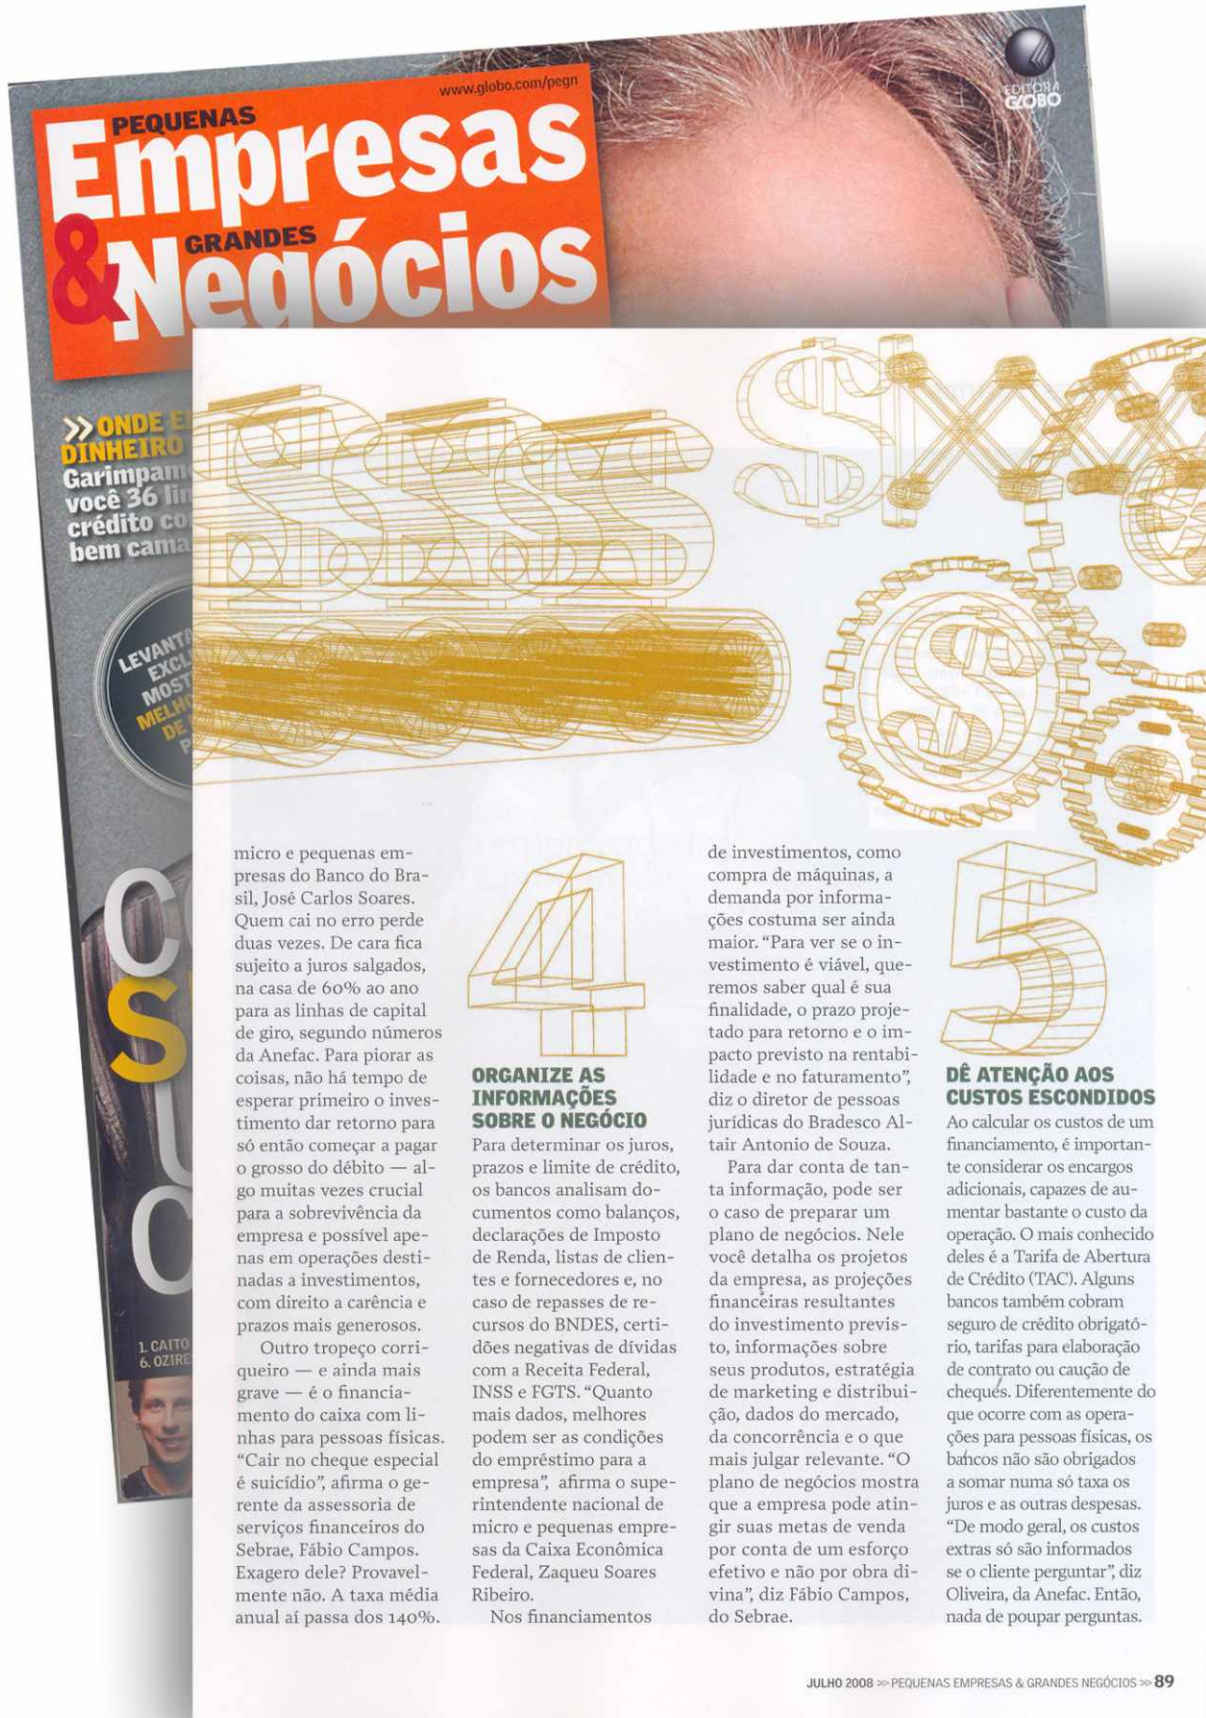 www.globo.com/pegn
EDITORA
GLOBO
PEQUENAS
Empresas
& GRANDES
Negócios
>> ONDE
DINHEIRO
você 36
crédito
bem
MELHO
DE
1. CAITO
6. OZIRES
micro e pequenas em-
presas do Banco do Bra-
sil, José Carlos Soares.
Quem cai no erro perde
duas vezes. De cara fica
sujeito a juros salgados,
na casa de 60% ao ano
para as linhas de capital
de giro, segundo números
da Anefac. Para piorar as
coisas, não há tempo de
esperar primeiro o inves-
timento dar retorno para
só então começar a pagar
o grosso do débito — al-
go muitas vezes crucial
para a sobrevivência da
empresa e possível ape-
nas em operações desti-
nadas a investimentos,
com direito a carência e
prazos mais generosos.
Outro tropeço corri-
queiro — e ainda mais
grave — é o financia-
mento do caixa com li-
nhas para pessoas físicas.
“Cair no cheque especial
é suicídio”, afirma o ge-
rente da assessoria de
serviços financeiros do
Sebrae, Fábio Campos.
Exagero dele? Provavel-
mente não. A taxa média
anual aí passa dos 140%.
4
ORGANIZE AS
INFORMAÇÕES
SOBRE O NEGÓCIO
Para determinar os juros,
prazos e limite de crédito,
os bancos analisam do-
cumentos como balanços,
declarações de Imposto
de Renda, listas de clien-
tes e fornecedores e, no
caso de repasses de re-
cursos do BNDES, certi-
dões negativas de dívidas
com a Receita Federal,
INSS e FGTS. “Quanto
mais dados, melhores
podem ser as condições
do empréstimo para a
empresa”, afirma o supe-
rintendente nacional de
micro e pequenas empre-
sas da Caixa Econômica
Federal, Zaqueu Soares
Ribeiro.
Nos financiamentos
de investimentos, como
compra de máquinas, a
demanda por informa-
ções costuma ser ainda
maior. “Para ver se o in-
vestimento é viável, que-
remos saber qual é sua
finalidade, o prazo proje-
tado para retorno e o im-
pacto previsto na rentabi-
lidade e no faturamento”,
diz o diretor de pessoas
jurídicas do Bradesco Al-
tair Antonio de Souza.
Para dar conta de tan-
ta informação, pode ser
o caso de preparar um
plano de negócios. Nele
você detalha os projetos
da empresa, as projeções
financeiras resultantes
do investimento previs-
to, informações sobre
seus produtos, estratégia
de marketing e distribui-
ção, dados do mercado,
da concorrência e o que
mais julgar relevante. “O
plano de negócios mostra
que a empresa pode atin-
gir suas metas de venda
por conta de um esforço
efetivo e não por obra di-
vina”, diz Fábio Campos,
do Sebrae.
5
DÊ ATENÇÃO AOS
CUSTOS ESCONDIDOS
Ao calcular os custos de um
financiamento, é importan-
te considerar os encargos
adicionais, capazes de au-
mentar bastante o custo da
operação. O mais conhecido
deles é a Tarifa de Abertura
de Crédito (TAC). Alguns
bancos também cobram
seguro de crédito obrigató-
rio, tarifas para elaboração
de contrato ou caução de
cheques. Diferentemente do
que ocorre com as opera-
ções para pessoas físicas, os
bancos não são obrigados
a somar numa só taxa os
juros e as outras despesas.
“De modo geral, os custos
extras só são informados
se o cliente perguntar”, diz
Oliveira, da Anefac. Então,
nada de poupar perguntas.
JULHO 2008 >> PEQUENAS EMPRESAS & GRANDES NEGÓCIOS >> 89